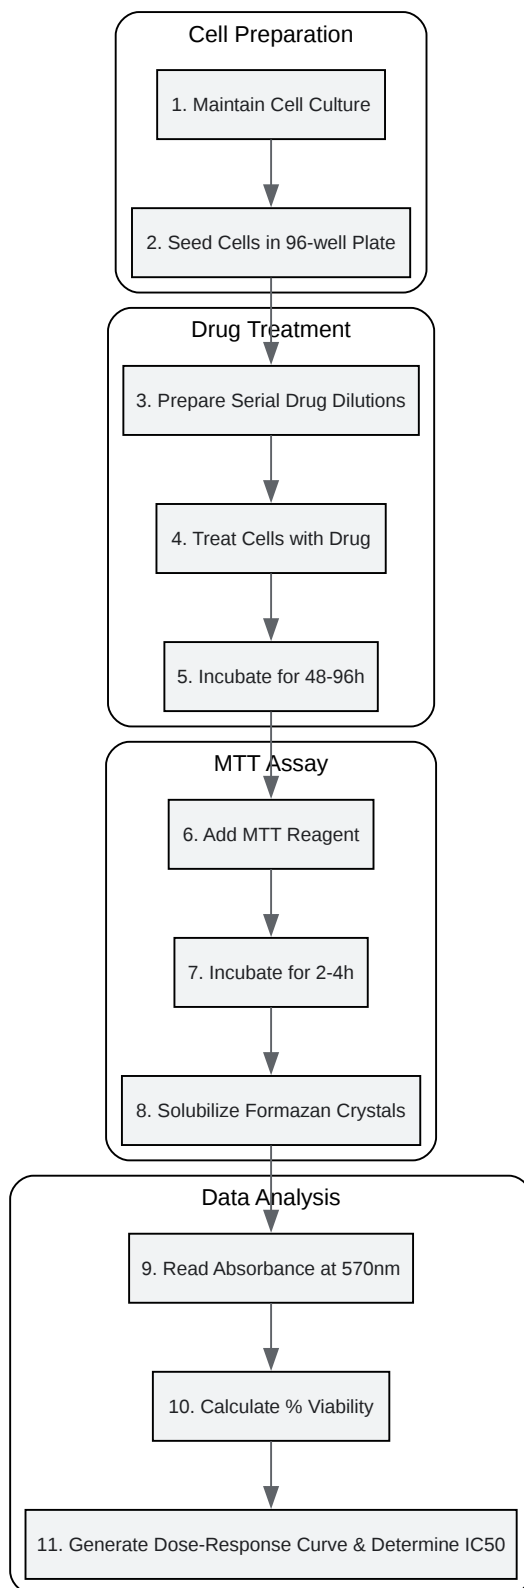 Cell Preparation
1. Maintain Cell Culture
2. Seed Cells in 96-well Plate
Drug Treatment
3. Prepare Serial Drug Dilutions
4. Treat Cells with Drug
5. Incubate for 48-96h
MTT Assay
6. Add MTT Reagent
7. Incubate for 2-4h
8. Solubilize Formazan Crystals
Data Analysis
9. Read Absorbance at 570nm
10. Calculate % Viability
11. Generate Dose-Response Curve & Determine IC50